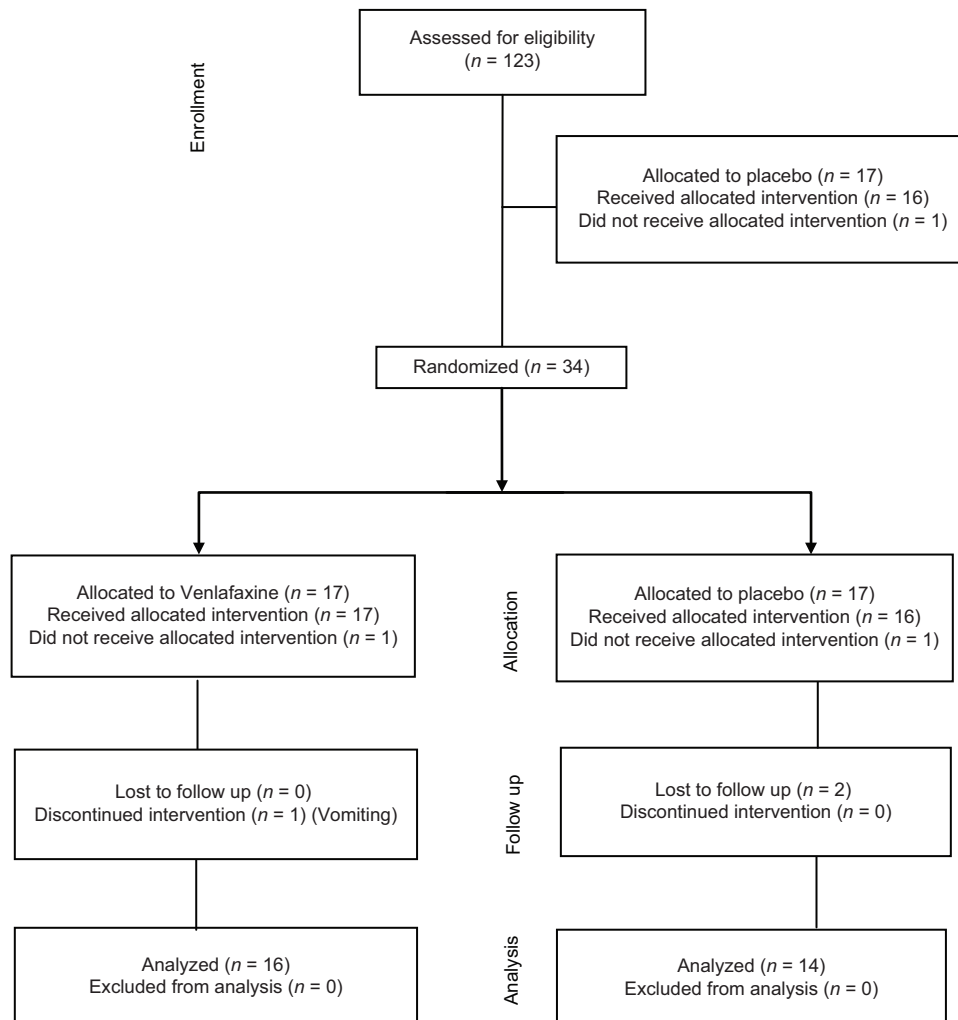 Assessed for eligibility
(n = 123)
Enrollment
Allocated to placebo (n = 17)
Received allocated intervention (n = 16)
Did not receive allocated intervention (n = 1)
Randomized (n = 34)
Allocated to Venlafaxine (n = 17)
Received allocated intervention (n = 17)
Did not receive allocated intervention (n = 1)
Allocation
Allocated to placebo (n = 17)
Received allocated intervention (n = 16)
Did not receive allocated intervention (n = 1)
Lost to follow up (n = 0)
Discontinued intervention (n = 1) (Vomiting)
Follow up
Lost to follow up (n = 2)
Discontinued intervention (n = 0)
Analyzed (n = 16)
Excluded from analysis (n = 0)
Analysis
Analyzed (n = 14)
Excluded from analysis (n = 0)